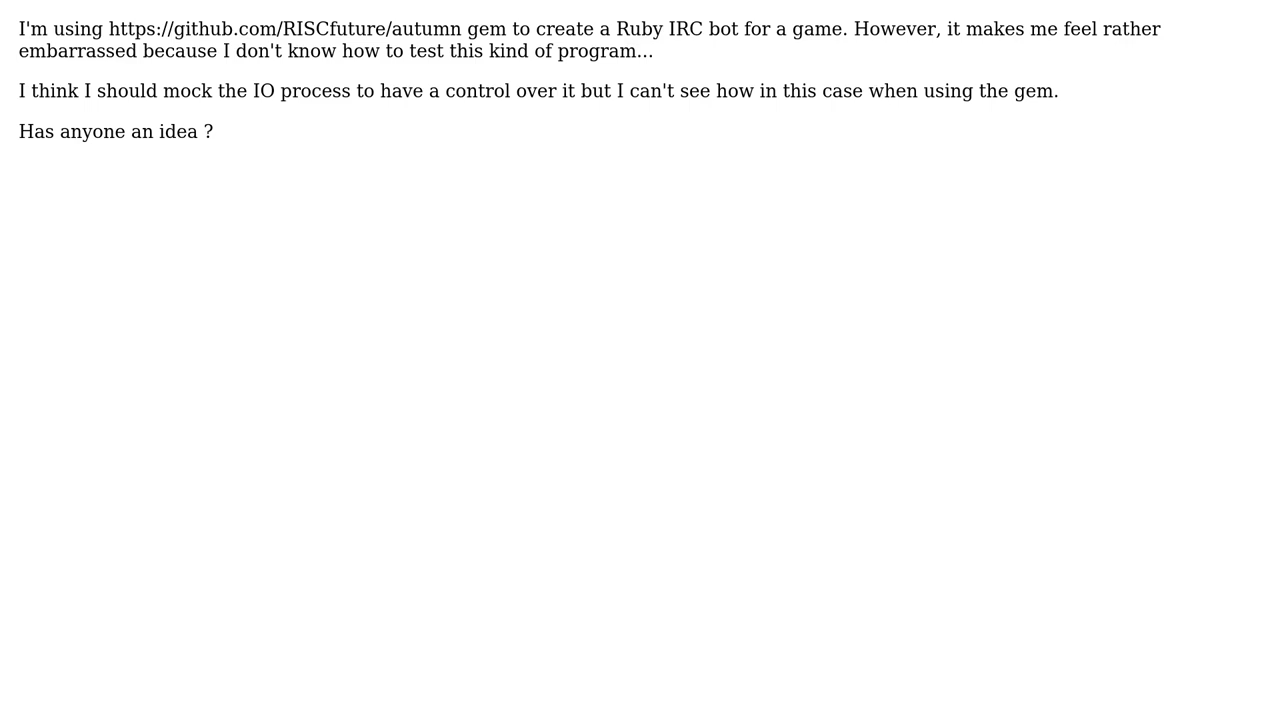 I'm using https://github.com/RISCfuture/autumn gem to create a Ruby IRC bot for a game. However, it makes me feel rather
embarrassed because I don't know how to test this kind of program...
I think I should mock the IO process to have a control over it but I can't see how in this case when using the gem.
Has anyone an idea ?